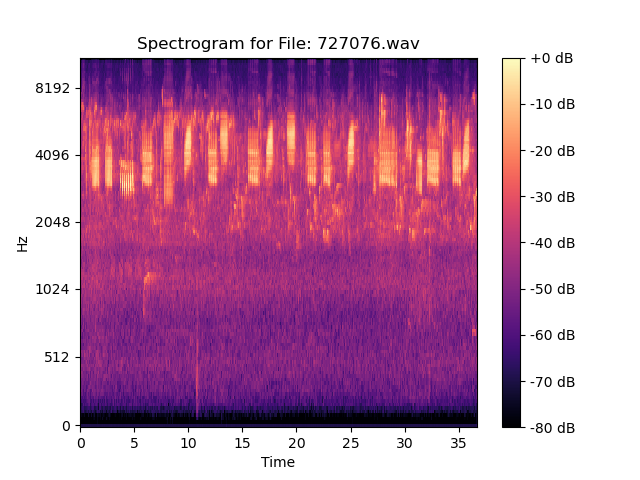 Spectrogram for File: 727076.wav
+0 dB
8192
-10 dB
4096
-20 dB
-30 dB
2048
Hz
-40 dB
1024
-50 dB
512
-60 dB
-70 dB
0
-80 dB
0 5 10 15 20 25 30 35
Time